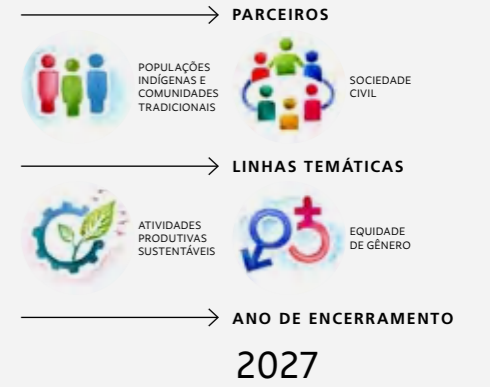 PARCEIROS
POPULAÇÕES
INDÍGENAS E
COMUNIDADES
TRADICIONAIS
SOCIEDADE
CIVIL
LINHAS TEMÁTICAS
ATIVIDADES
PRODUTIVAS
SUSTENTÁVEIS
EQUIDADE
DE GÊNERO
ANO DE ENCERRAMENTO
2027